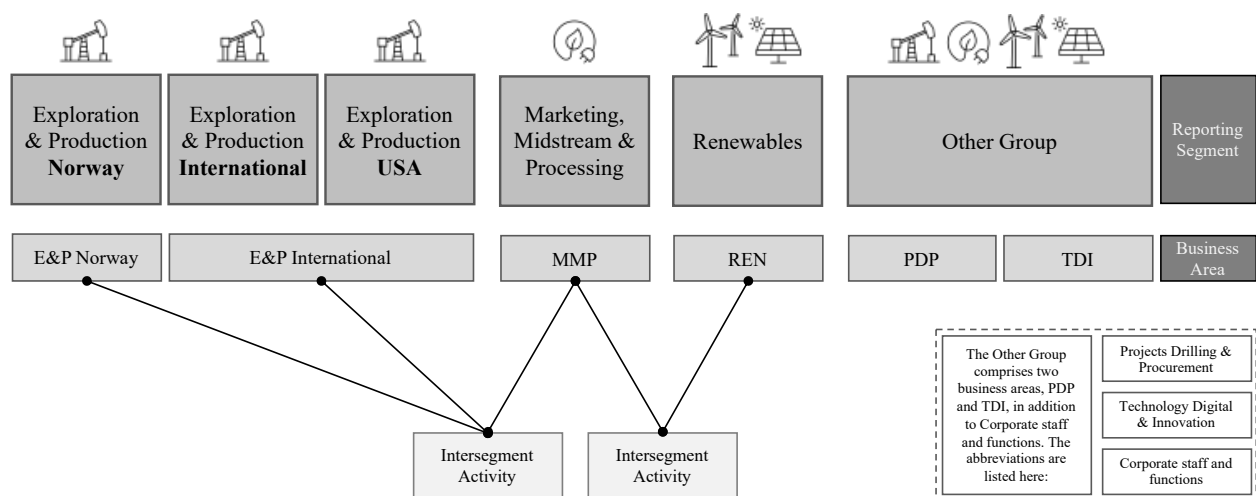 Exploration
& Production
Norway
Exploration
& Production
International
Exploration
& Production
USA
Marketing,
Midstream &
Processing
Renewables
Other Group
Reporting
Segment
E&P Norway
E&P International
MMP
REN
PDP
TDI
Business
Area
Intersegment
Activity
Intersegment
Activity
The Other Group
comprises two
business areas, PDP
and TDI, in addition
to Corporate staff
and functions. The
abbreviations are
listed here:
Projects Drilling &
Procurement
Technology Digital
& Innovation
Corporate staff and
functions